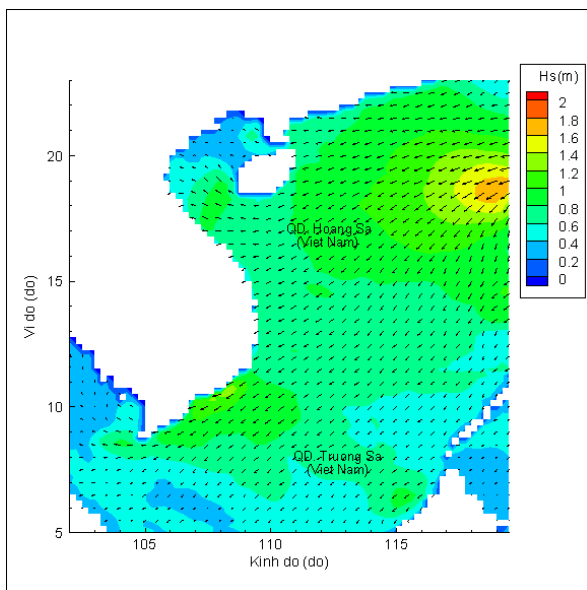 Hs(m)
2
1.8
1.6
1.4
1.2
1
0.8
0.6
0.4
0.2
0
20
15
10
5
Vi do (do)
QD. Hoang Sa
(Viet Nam)
QD. Truong Sa
(Viet Nam)
105
110
115
Kinh do (do)